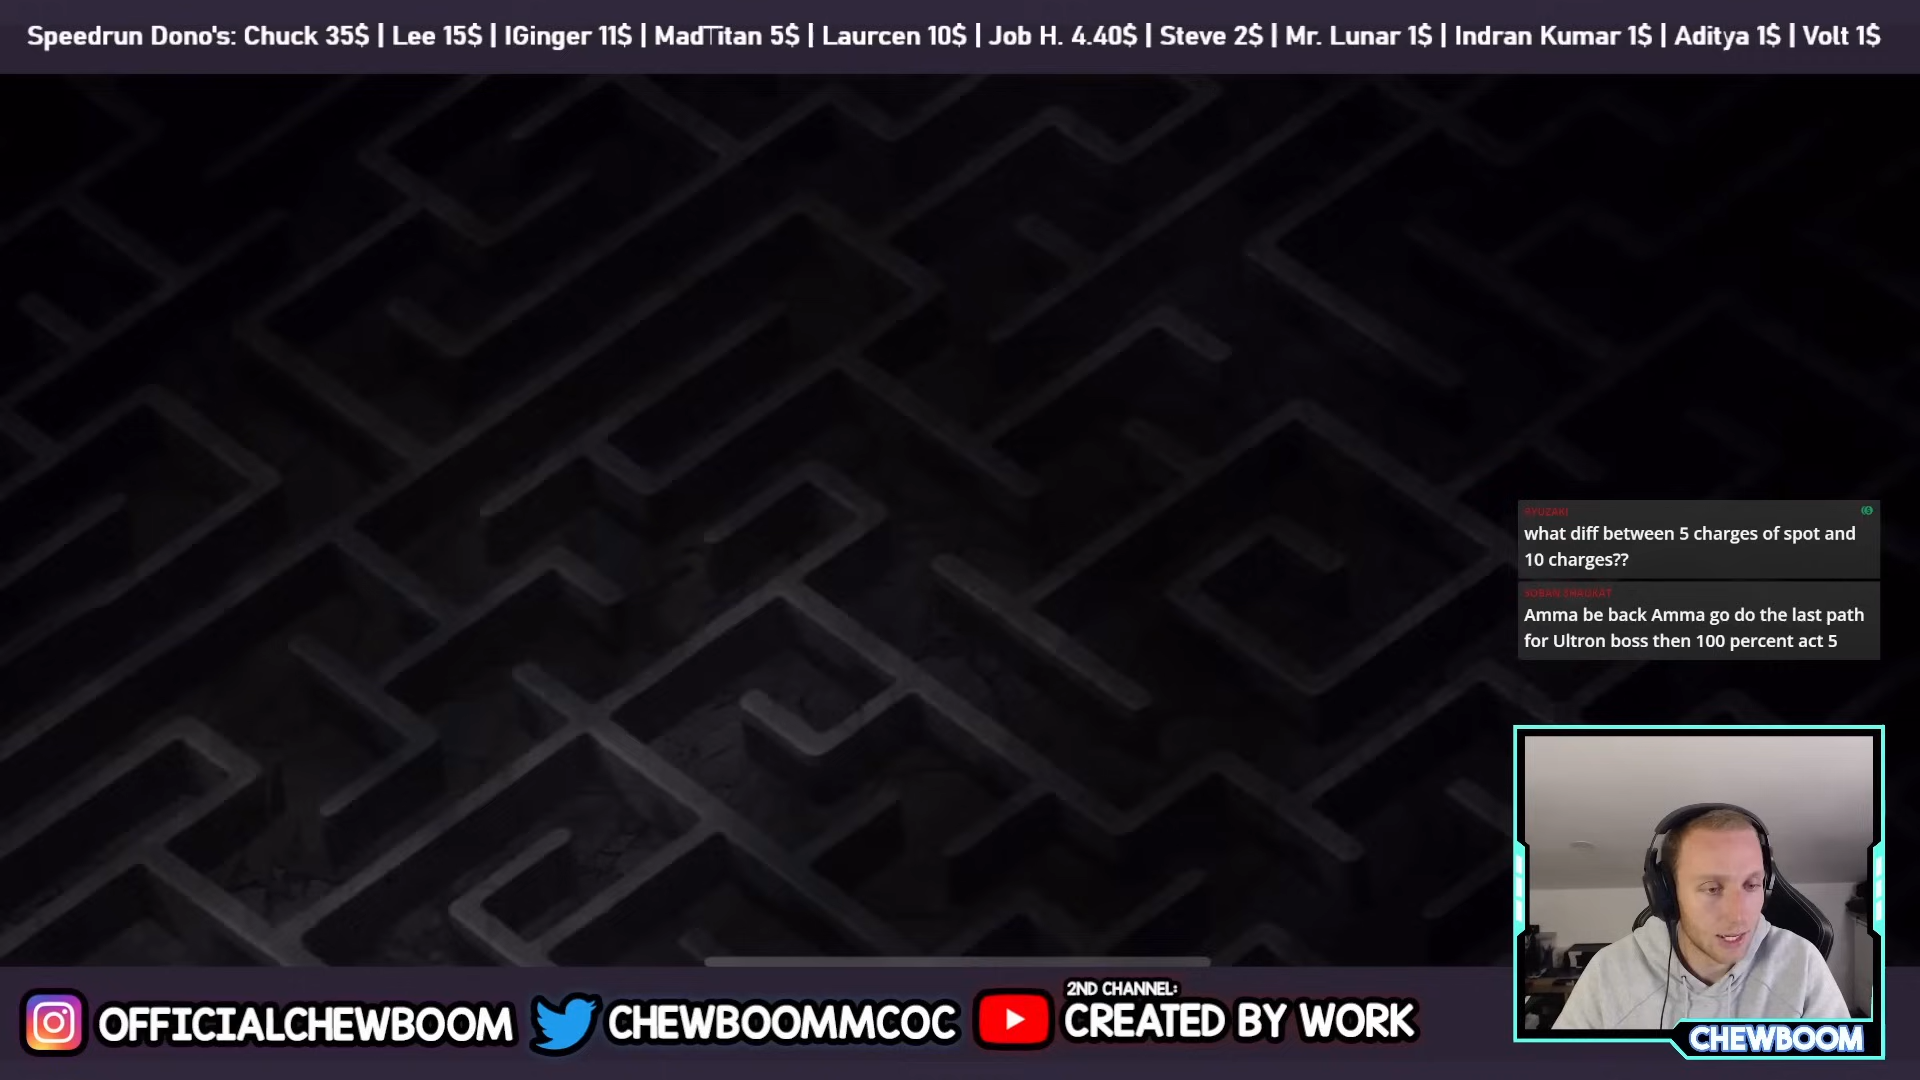 Speedrun Dono's: Chuck 35$ | Lee 15$ | IGinger 11$ | MadTitan 5$ | Laurcen 10$ | Job H. 4.40$ | Steve 2$ | Mr. Lunar 1$ | Indran Kumar 1$ | Aditya 1$ | Volt 1$
RYUZAKI
what diff between 5 charges of spot and
10 charges??
SOBAN SHAUKAT
Amma be back Amma go do the last path
for Ultron boss then 100 percent act 5
OFFICIALCHEWBOOM
CHEWBOOMMCOC
2ND CHANNEL:
CREATED BY WORK
CHEWBOOM